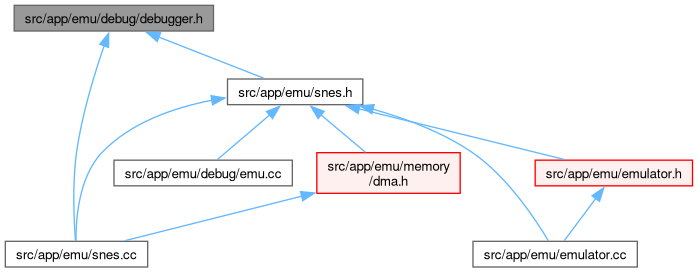 src/app/emu/debug/debugger.h
src/app/emu/snes.h
src/app/emu/debug/emu.cc
src/app/emu/memory
/dma.h
src/app/emu/emulator.h
src/app/emu/snes.cc
src/app/emu/emulator.cc